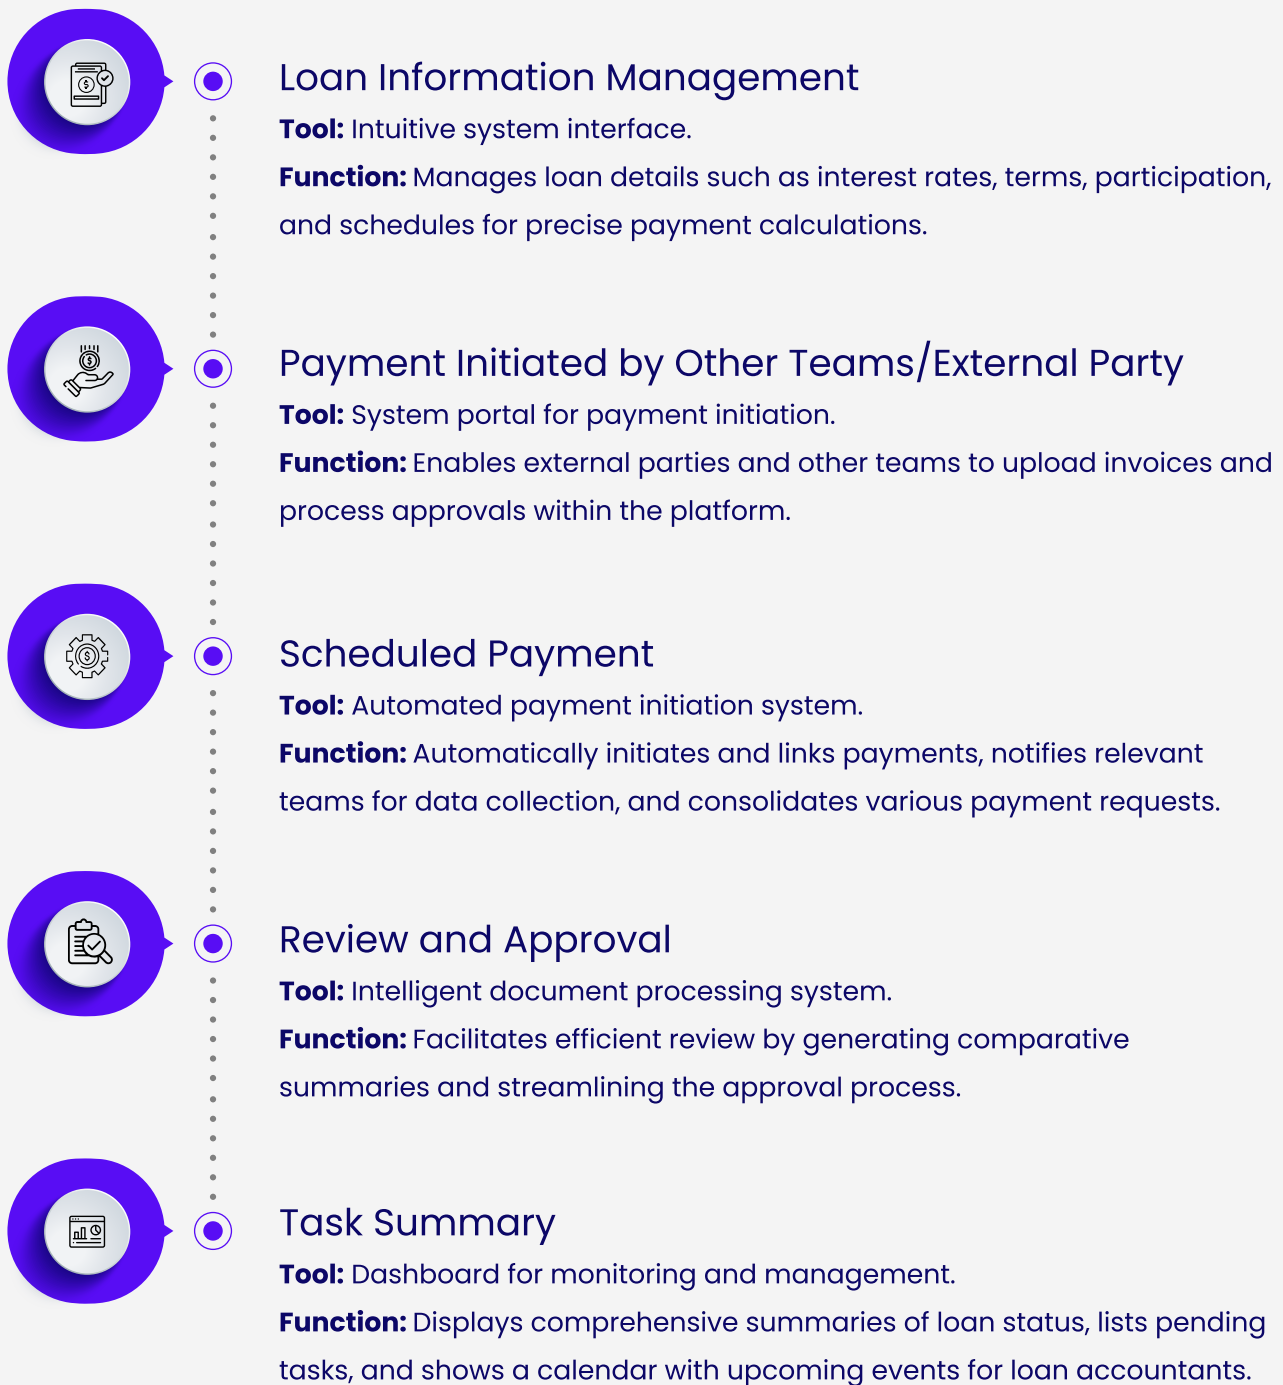 Loan Information Management
Tool: Intuitive system interface.
Function: Manages loan details such as interest rates, terms, participation,
and schedules for precise payment calculations.
Payment Initiated by Other Teams/External Party
Tool: System portal for payment initiation.
Function: Enables external parties and other teams to upload invoices and
process approvals within the platform.
Scheduled Payment
Tool: Automated payment initiation system.
Function: Automatically initiates and links payments, notifies relevant
teams for data collection, and consolidates various payment requests.
Review and Approval
Tool: Intelligent document processing system.
Function: Facilitates efficient review by generating comparative
summaries and streamlining the approval process.
Task Summary
Tool: Dashboard for monitoring and management.
Function: Displays comprehensive summaries of loan status, lists pending
tasks, and shows a calendar with upcoming events for loan accountants.